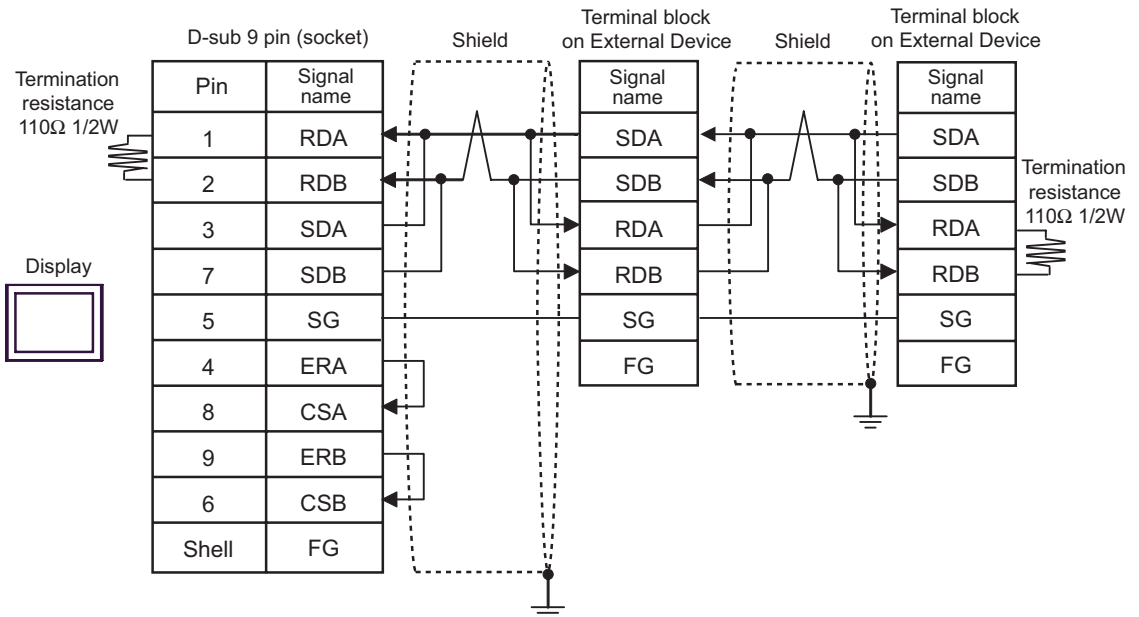 Terminal block
on External Device
Terminal block
on External Device
D-sub 9 pin (socket)
Shield
Shield
Termination
resistance
110Ω 1/2W
Pin
Signal
name
Signal
name
Signal
name
1
RDA
SDA
SDA
2
RDB
SDB
SDB
Termination
resistance
110Ω 1/2W
3
SDA
RDA
RDA
Display
7
SDB
RDB
RDB
5
SG
SG
SG
4
ERA
FG
FG
8
CSA
9
ERB
6
CSB
Shell
FG